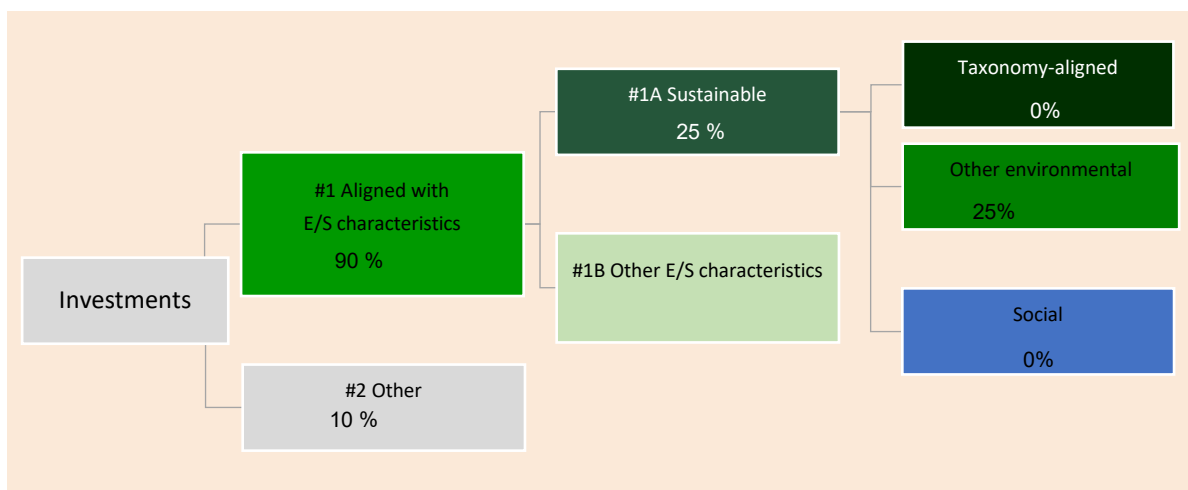 Investments
#1 Aligned with
E/S characteristics
90 %
#2 Other
10 %
#1A Sustainable
25 %
#1B Other E/S characteristics
Taxonomy-aligned
0%
Other environmental
25%
Social
0%